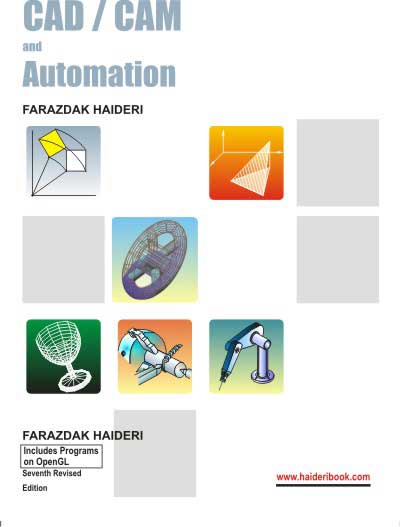 CAD / CAM
and
Automation
FARAZDAK HAIDERI
FARAZDAK HAIDERI
Includes Programs
on OpenGL
Seventh Revised
Edition
www.haideribook.com